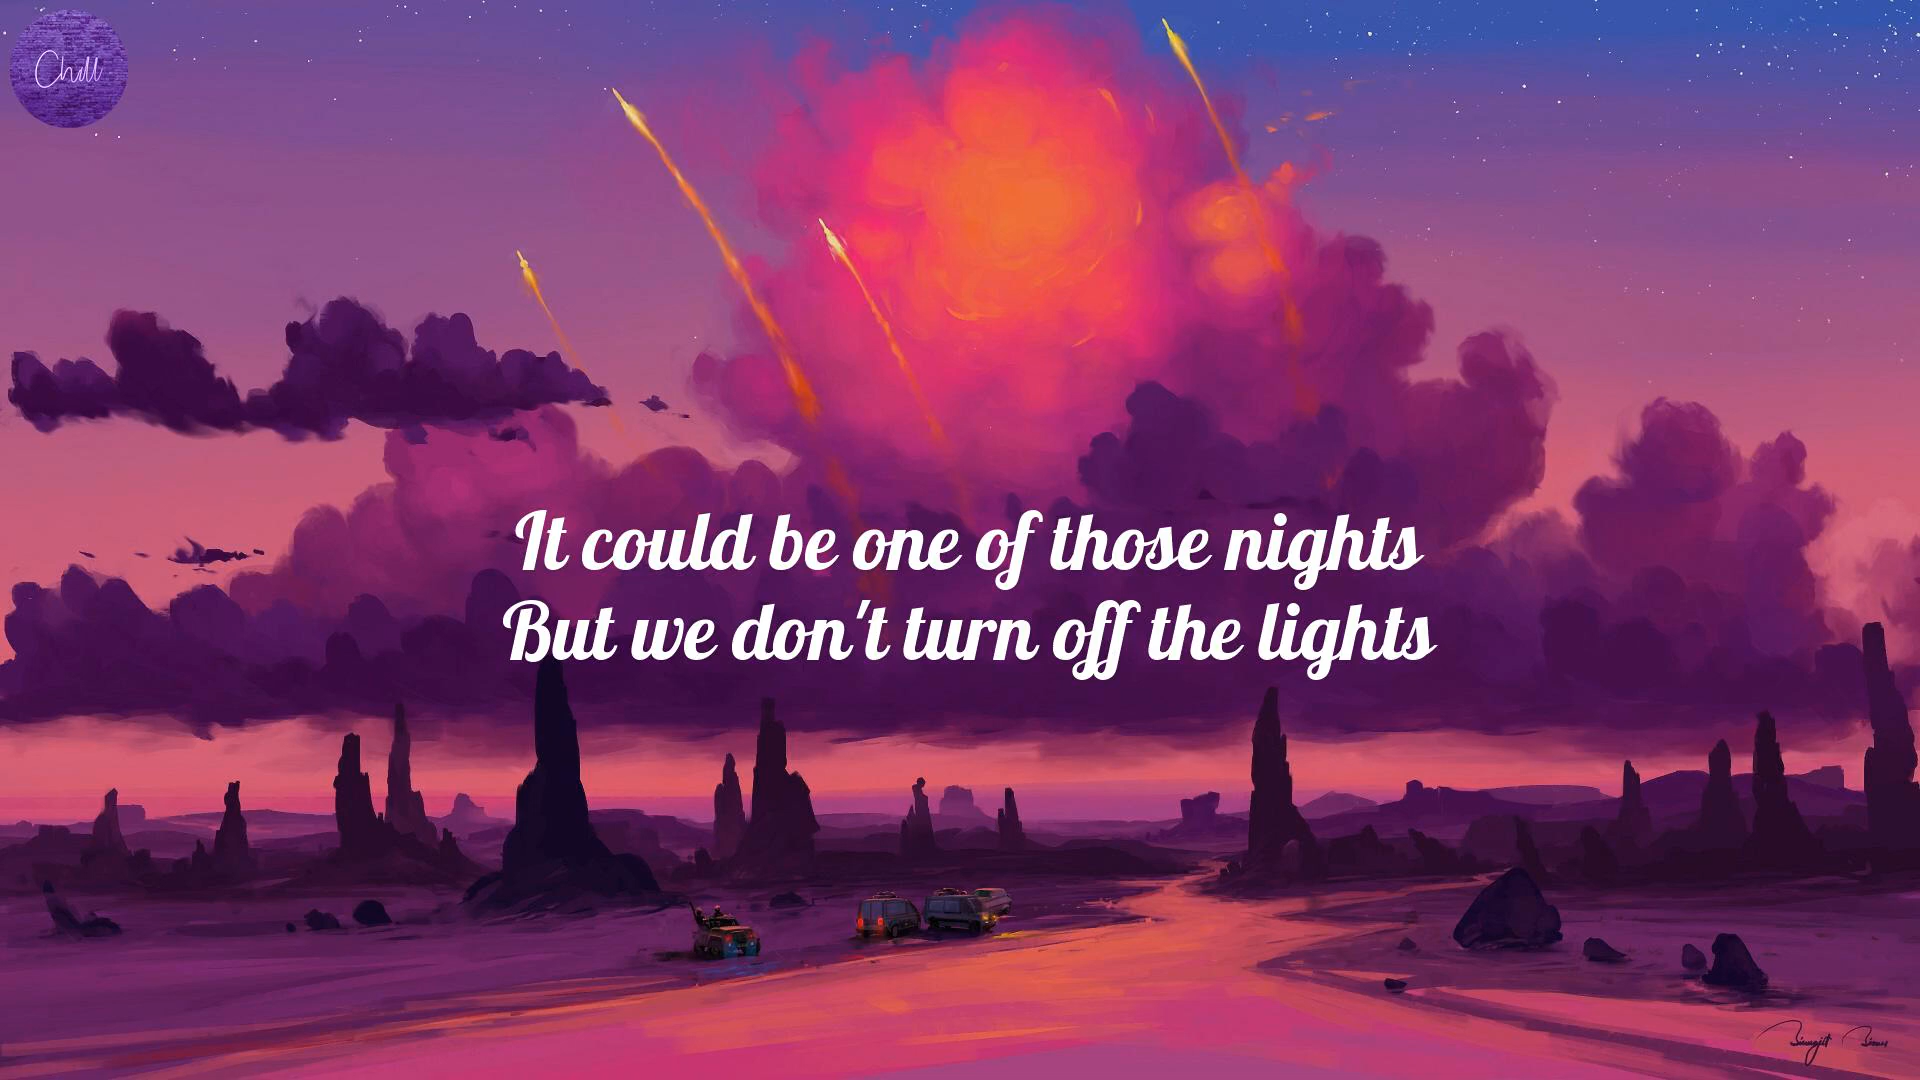 Chill
It could be one of those nights
But we don't turn off the lights